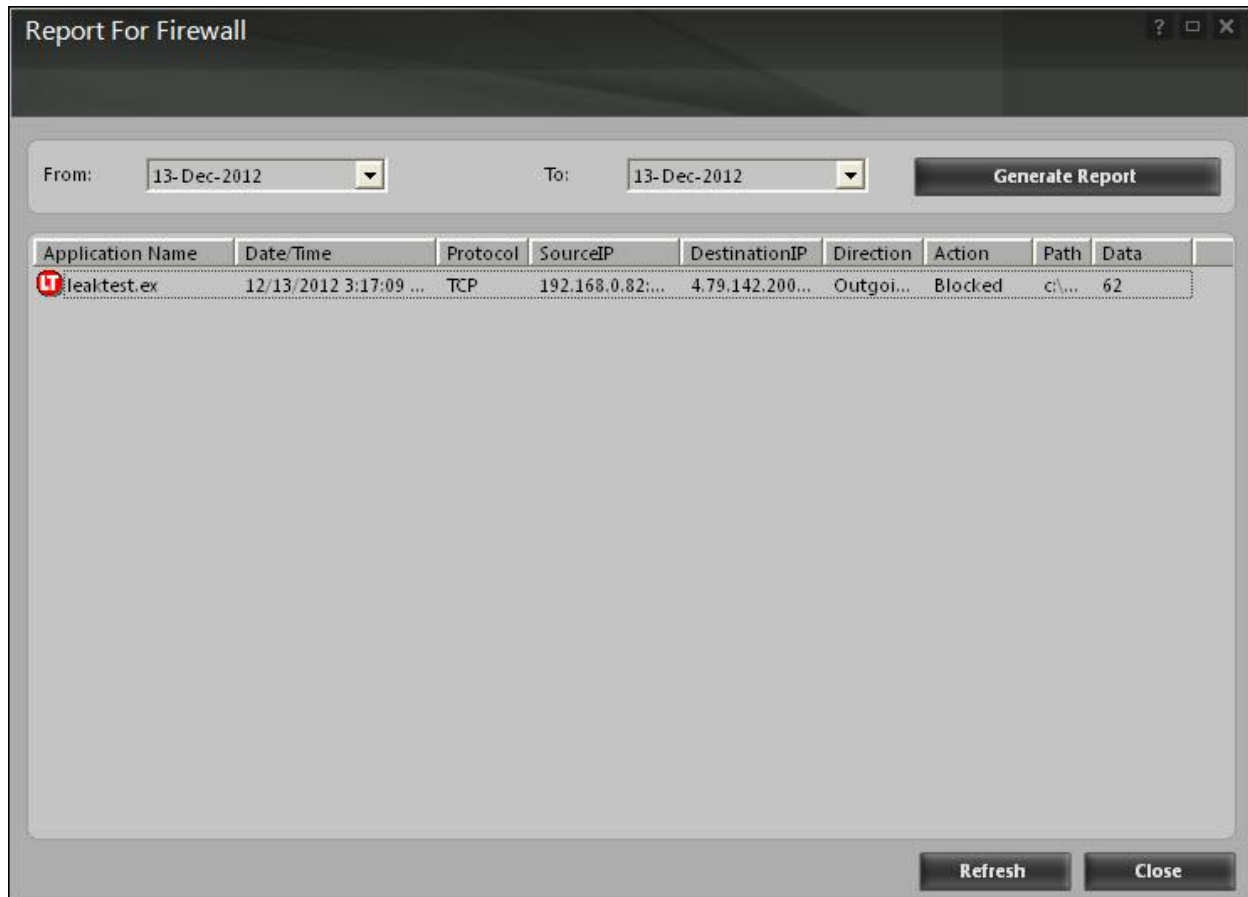 Report For Firewall
?
From: 13-Dec-2012 To: 13-Dec-2012 Generate Report
Application Name Date/Time Protocol SourceIP DestinationIP Direction Action Path Data
LT leaktest.ex 12/13/2012 3:17:09 ... TCP 192.168.0.82:... 4.79.142.200... Outgoi... Blocked c:\... 62
Refresh Close